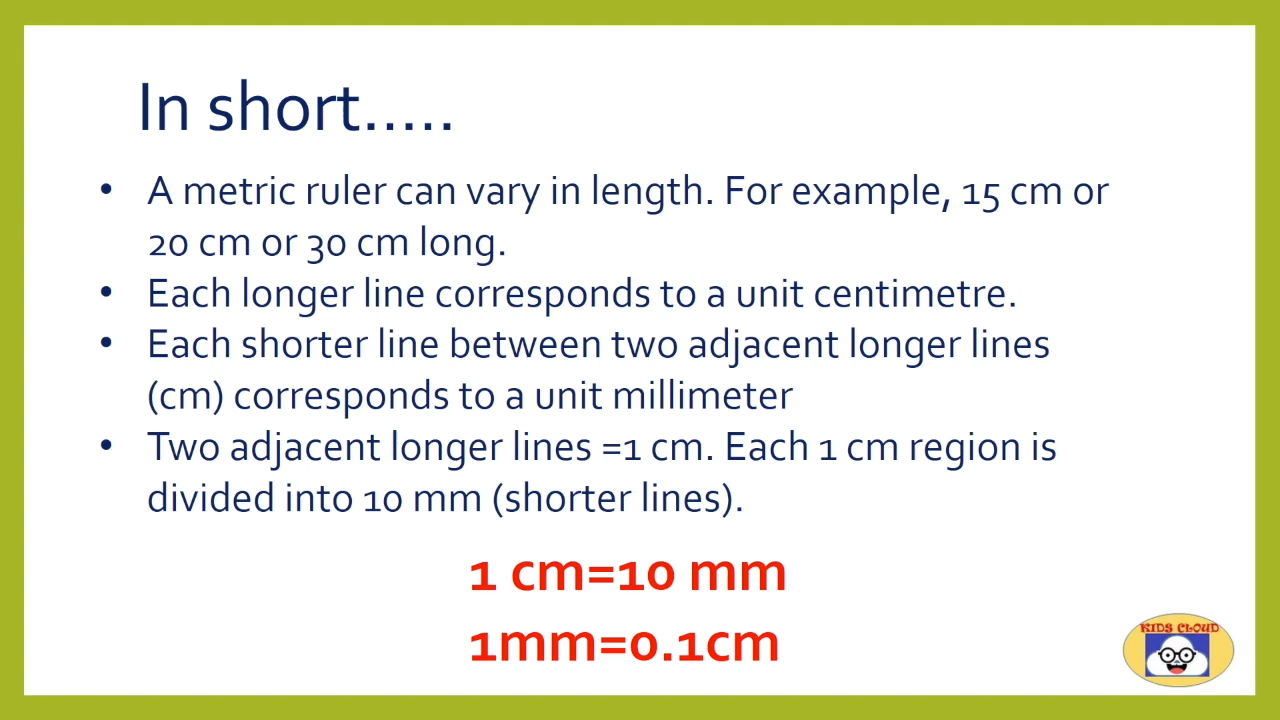 In short.....
• A metric ruler can vary in length. For example, 15 cm or
20 cm or 30 cm long.
• Each longer line corresponds to a unit centimetre.
• Each shorter line between two adjacent longer lines
(cm) corresponds to a unit millimeter
• Two adjacent longer lines =1 cm. Each 1 cm region is
divided into 10 mm (shorter lines).
1 cm=10 mm
1mm=0.1cm
KIDS CLOUD